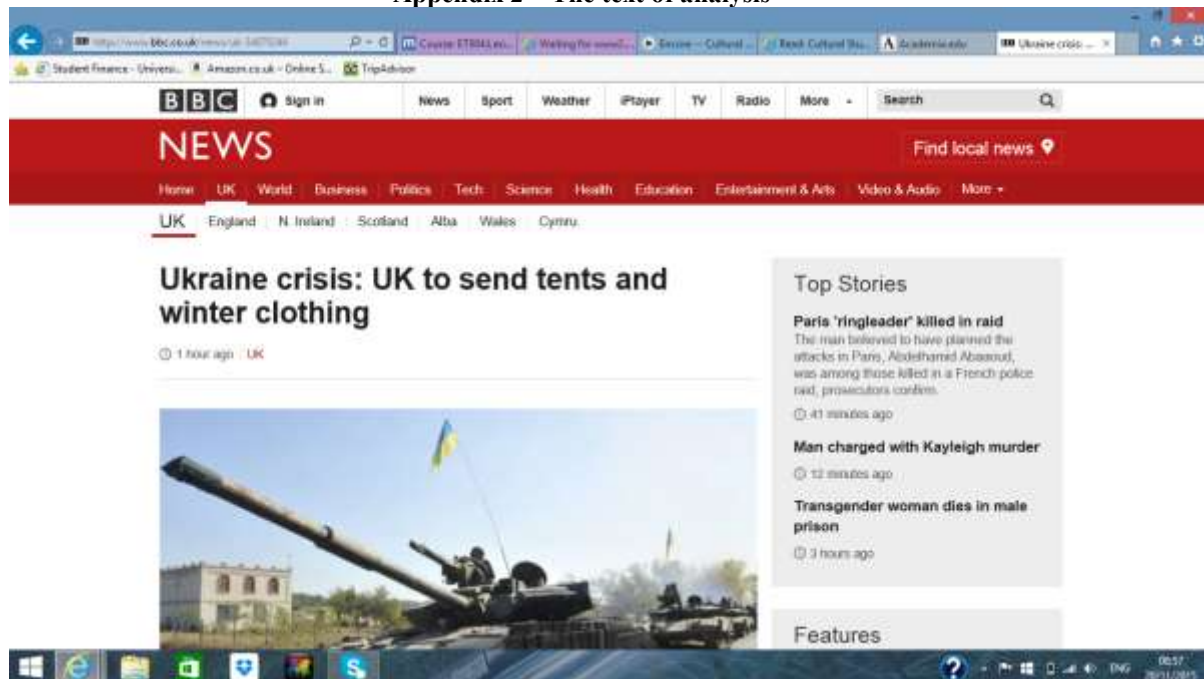 Appendix 2 – The text of analysis
Student Finance - Universi... Amazon.co.uk - Online S... TripAdvisor
BBC Sign in News Sport Weather iPlayer TV Radio More Search
NEWS
Find local news
Home UK World Business Politics Tech Science Health Education Entertainment & Arts Video & Audio More
UK England N. Ireland Scotland Alba Wales Cymru
Ukraine crisis: UK to send tents and
winter clothing
1 hour ago UK
Top Stories
Paris 'ringleader' killed in raid
The man believed to have planned the
attacks in Paris, Abdelhamid Abaaoud,
was among those killed in a French police
raid, prosecutors confirm.
41 minutes ago
Man charged with Kayleigh murder
12 minutes ago
Transgender woman dies in male
prison
3 hours ago
Features
ENG 06:57